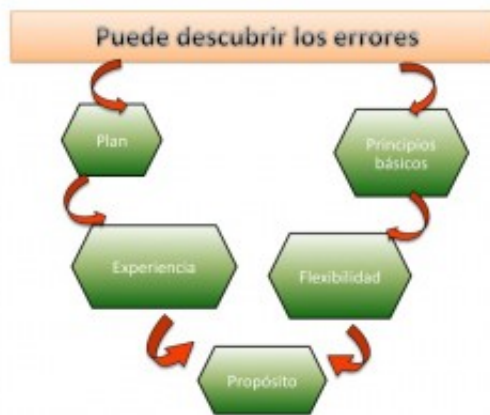 Puede descubrir los errores
Plan
Principios
básicos
Experiencia
Flexibilidad
Propósito